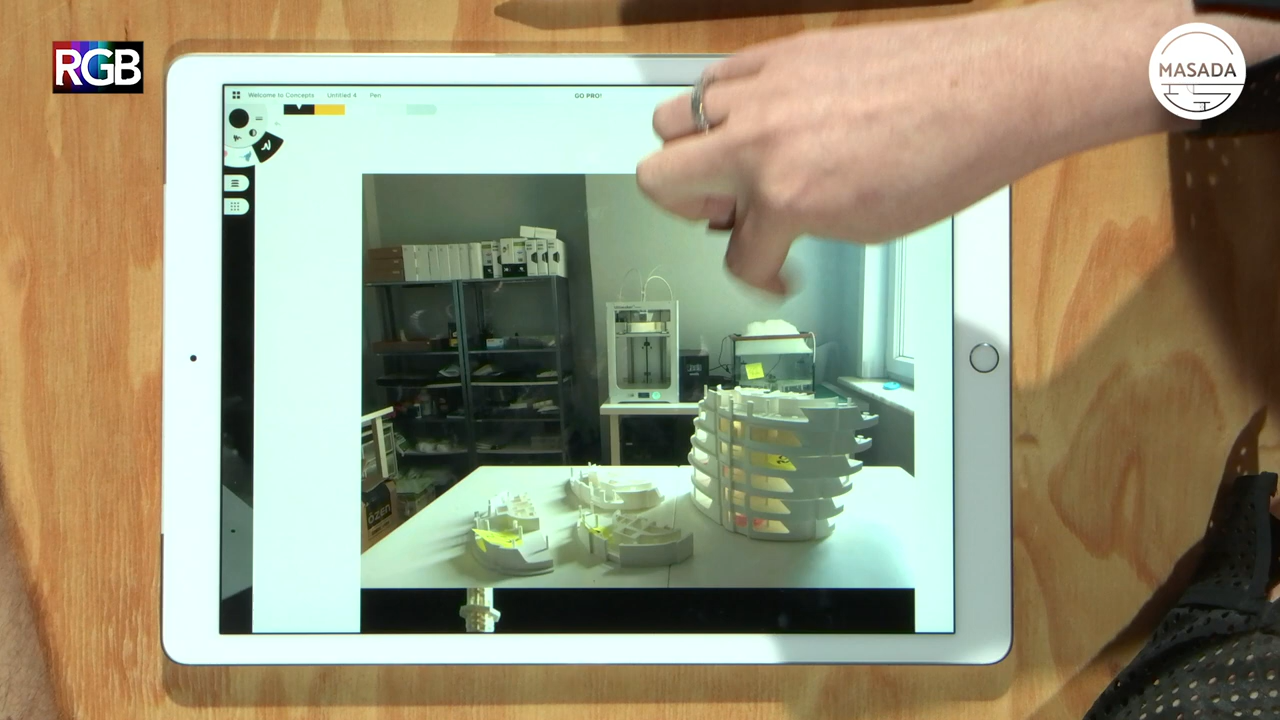 RGB
MASADA
Welcome to Concepts
Untitled 4
Pen
GO PRO!